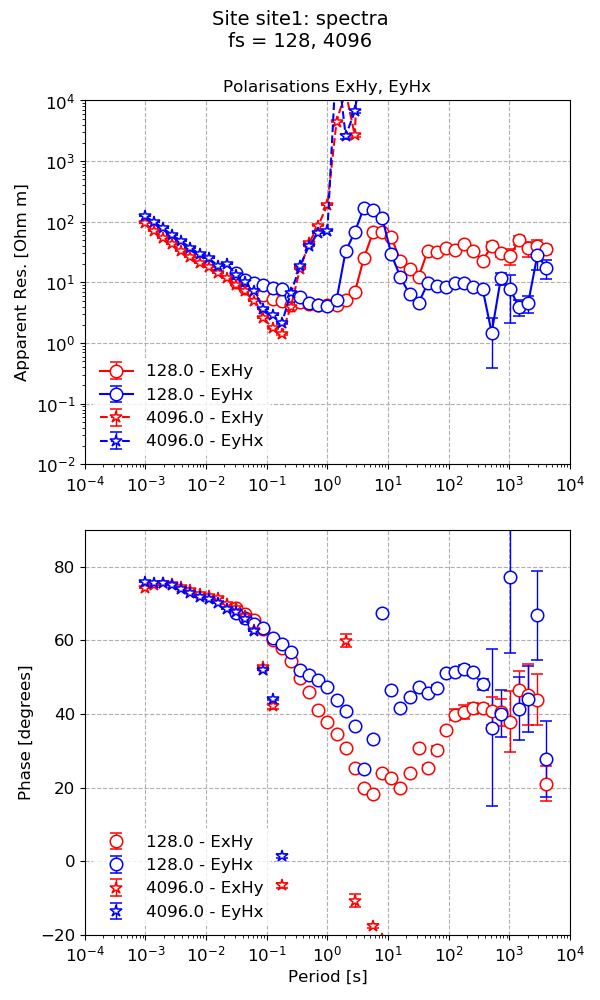 Site site1: spectra
fs = 128, 4096
Polarisations ExHy, EyHx
Apparent Res. [Ohm m]
10^4
10^3
10^2
10^1
10^0
10^-1
10^-2
128.0 - ExHy
128.0 - EyHx
4096.0 - ExHy
4096.0 - EyHx
10^-4 10^-3 10^-2 10^-1 10^0 10^1 10^2 10^3 10^4
Phase [degrees]
80
60
40
20
0
−20
128.0 - ExHy
128.0 - EyHx
4096.0 - ExHy
4096.0 - EyHx
10^-4 10^-3 10^-2 10^-1 10^0 10^1 10^2 10^3 10^4
Period [s]